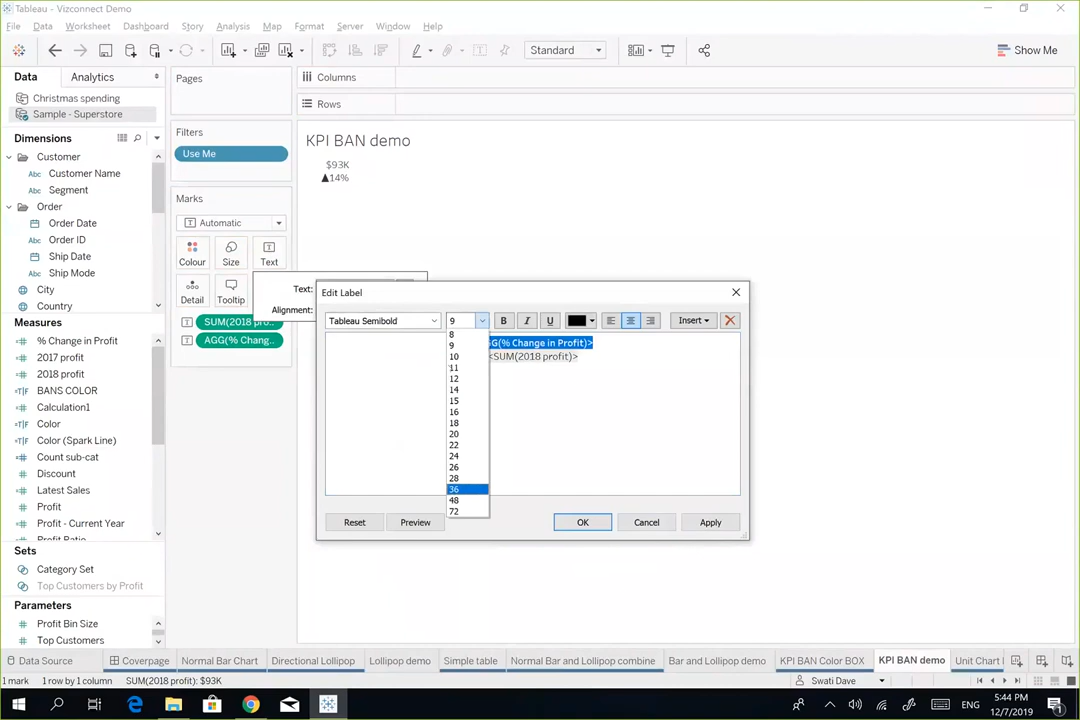 Tableau - Vizconnect Demo
File Data Worksheet Dashboard Story Analysis Map Format Server Window Help
Standard
Show Me
Data Analytics
Christmas spending
Sample - Superstore
Dimensions
Customer
Abc Customer Name
Abc Segment
Order
Order Date
Abc Order ID
Ship Date
Abc Ship Mode
City
Country
Measures
% Change in Profit
2017 profit
2018 profit
BANS COLOR
Calculation1
Color
Color (Spark Line)
Count sub-cat
Discount
Latest Sales
Profit
Profit - Current Year
Profit Ratio
Sets
Category Set
Top Customers by Profit
Parameters
Profit Bin Size
Top Customers
Pages
Filters
Use Me
Marks
Automatic
Colour Size Text
Detail Tooltip
SUM(2018 pro..
AGG(% Chang..
Columns
Rows
KPI BAN demo
$93K
▲14%
Text:
Alignment:
Edit Label
Tableau Semibold 9 B I U Insert
8
9
10
11
12
14
15
16
18
20
22
24
26
28
36
48
72
G(% Change in Profit)>
<SUM(2018 profit)>
Reset Preview OK Cancel Apply
Data Source Coverpage Normal Bar Chart Directional Lollipop Lollipop demo Simple table Normal Bar and Lollipop combine Bar and Lollipop demo KPI BAN Color BOX KPI BAN demo Unit Chart
1 mark 1 row by 1 column SUM(2018 profit): $93K Swati Dave
ENG
5:44 PM
12/7/2019